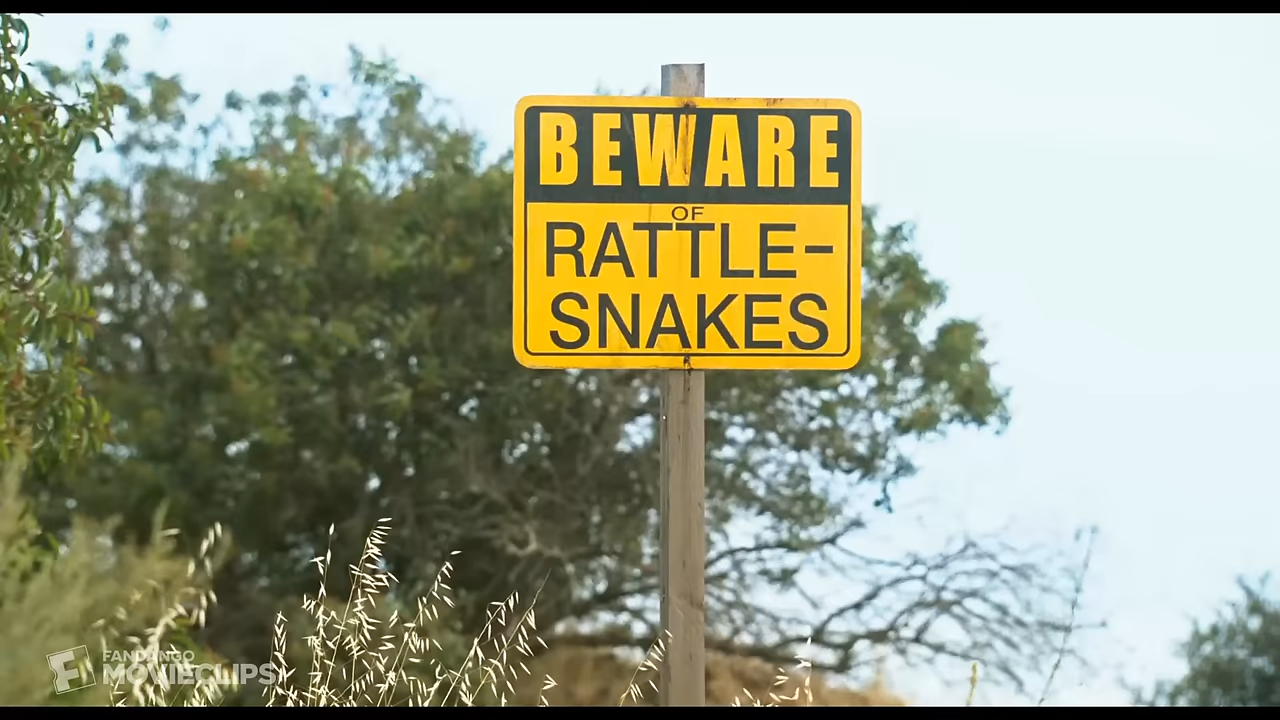 BEWARE
OF
RATTLE-
SNAKES
FANDANGO
MOVIECLIPS